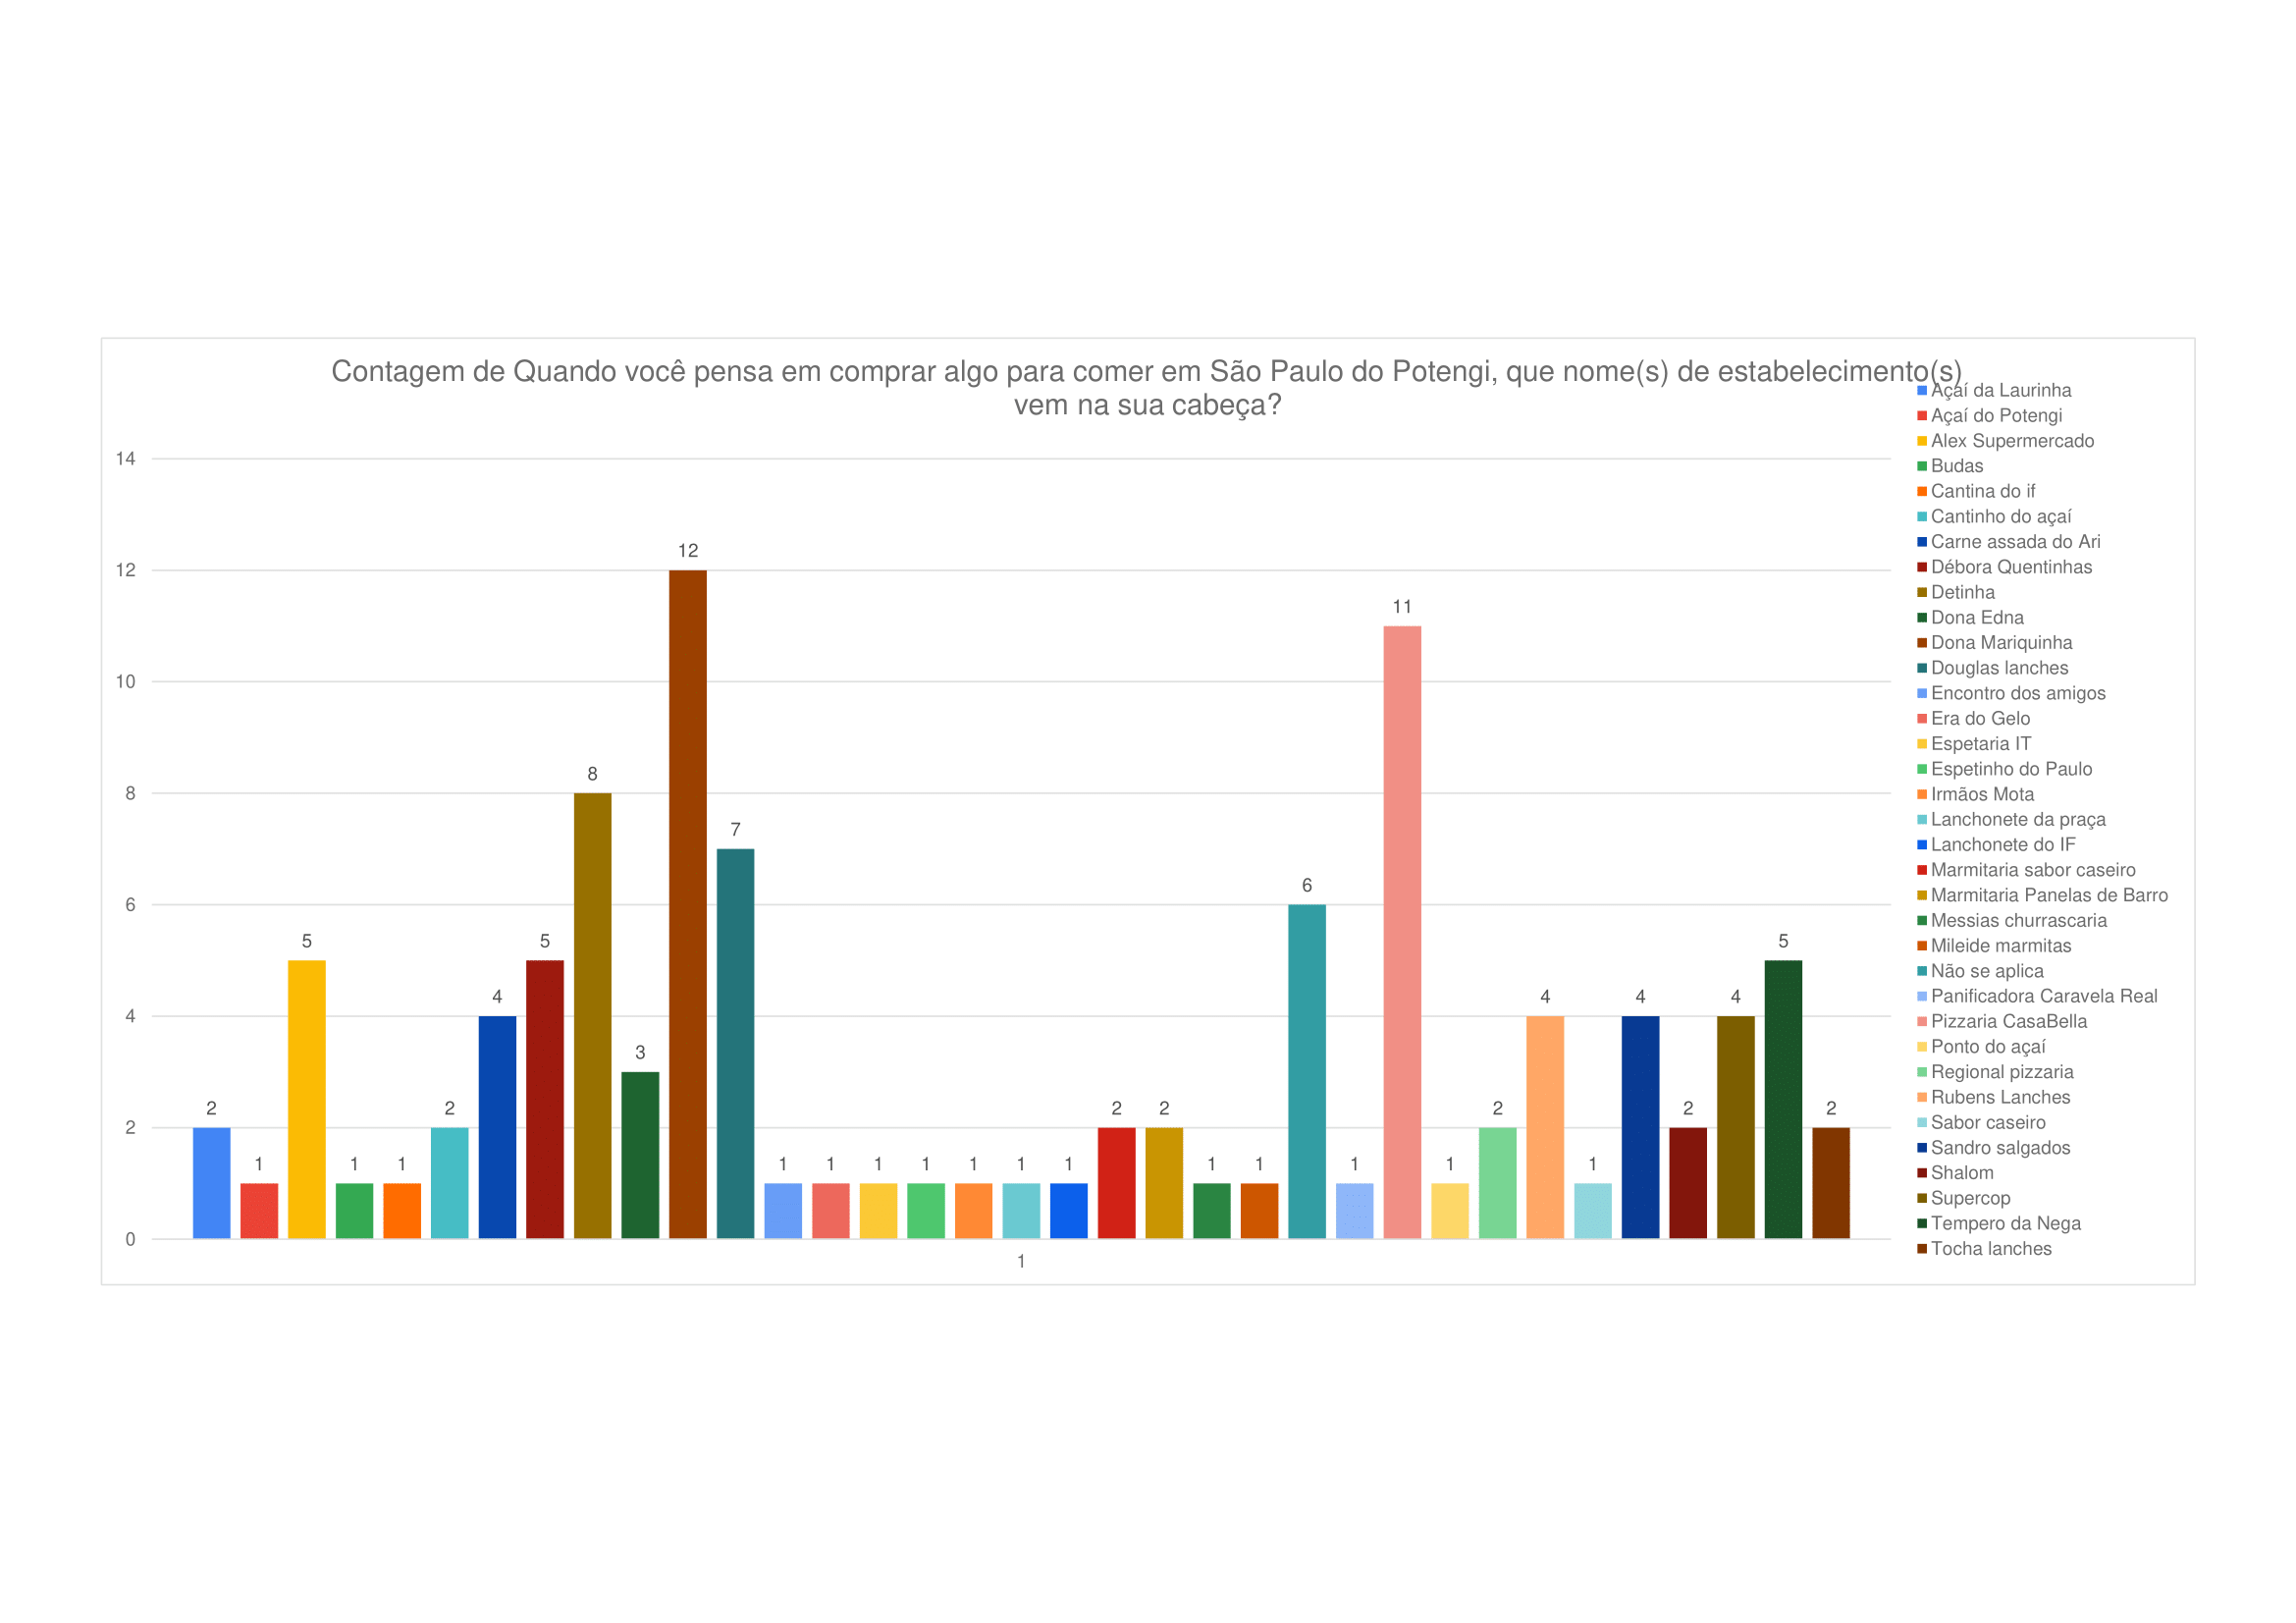 Contagem de Quando você pensa em comprar algo para comer em São Paulo do Potengi, que nome(s) de estabelecimento(s)
vem na sua cabeça?
14
12
10
8
6
4
2
0
2
1
5
1
1
2
4
5
8
3
12
7
1
1
1
1
1
1
1
2
2
1
1
6
1
11
1
2
4
1
4
2
4
5
2
1
Açaí da Laurinha
Açaí do Potengi
Alex Supermercado
Budas
Cantina do if
Cantinho do açaí
Carne assada do Ari
Débora Quentinhas
Detinha
Dona Edna
Dona Mariquinha
Douglas lanches
Encontro dos amigos
Era do Gelo
Espetaria IT
Espetinho do Paulo
Irmãos Mota
Lanchonete da praça
Lanchonete do IF
Marmitaria sabor caseiro
Marmitaria Panelas de Barro
Messias churrascaria
Mileide marmitas
Não se aplica
Panificadora Caravela Real
Pizzaria CasaBella
Ponto do açaí
Regional pizzaria
Rubens Lanches
Sabor caseiro
Sandro salgados
Shalom
Supercop
Tempero da Nega
Tocha lanches